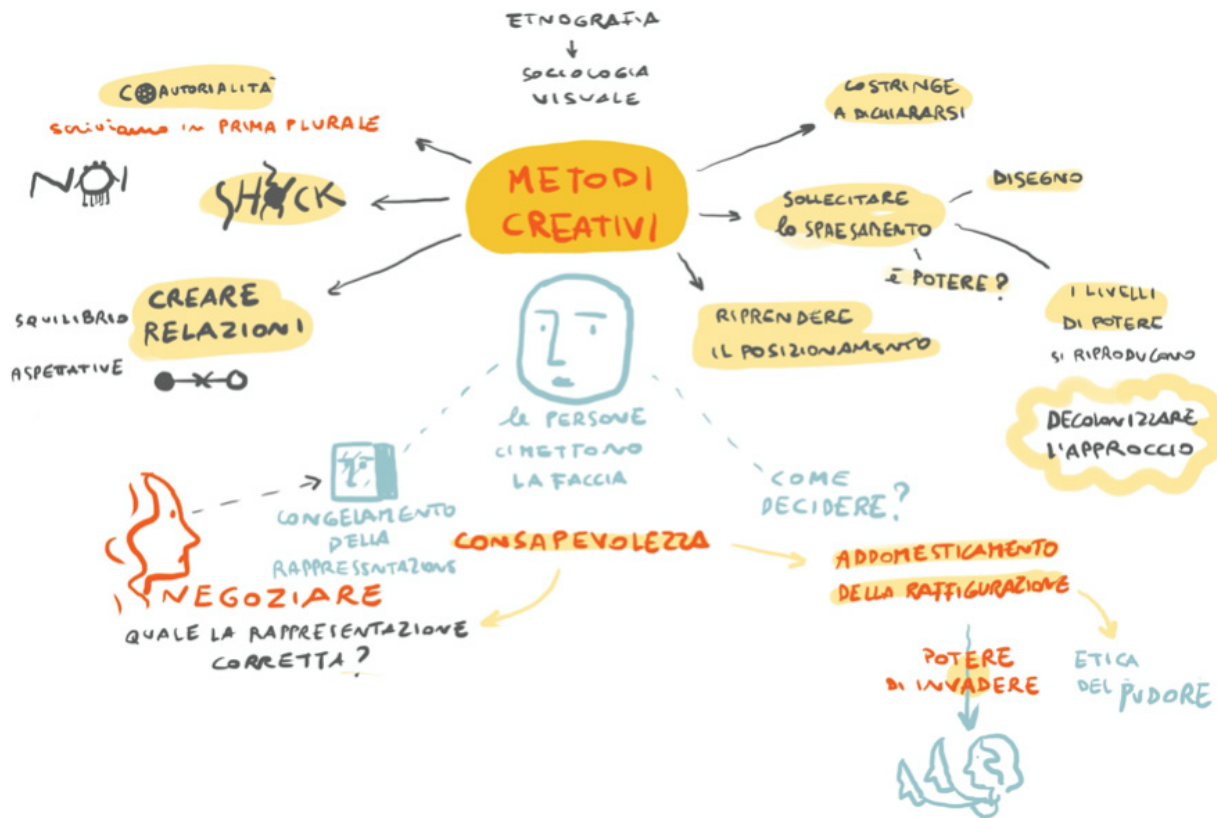 ETNOGRAFIA
SOCIOLOGIA
VISUALE
COAUTORIALITÀ
scriviamo in PRIMA PLURALE
NOI
SHOCK
METODI
CREATIVI
COSTRINGE
A DICHIARARSI
SOLLECITARE
lo SPAESAMENTO
DISEGNO
È POTERE?
I LIVELLI
DI POTERE
SI RIPRODUCONO
DECOLONIZZARE
L'APPROCCIO
CREARE
RELAZIONI
SQUILIBRIO
ASPETTATIVE
RIPRENDERE
IL POSIZIONAMENTO
le PERSONE
CI METTONO
LA FACCIA
COME
DECIDERE?
CONGELAMENTO
DELLA
RAPPRESENTAZIONE
CONSAPEVOLEZZA
NEGOZIARE
QUALE LA RAPPRESENTAZIONE
CORRETTA?
ADDOMESTICAMENTO
DELLA RAFFIGURAZIONE
POTERE
DI INVADERE
ETICA
DEL PUDORE